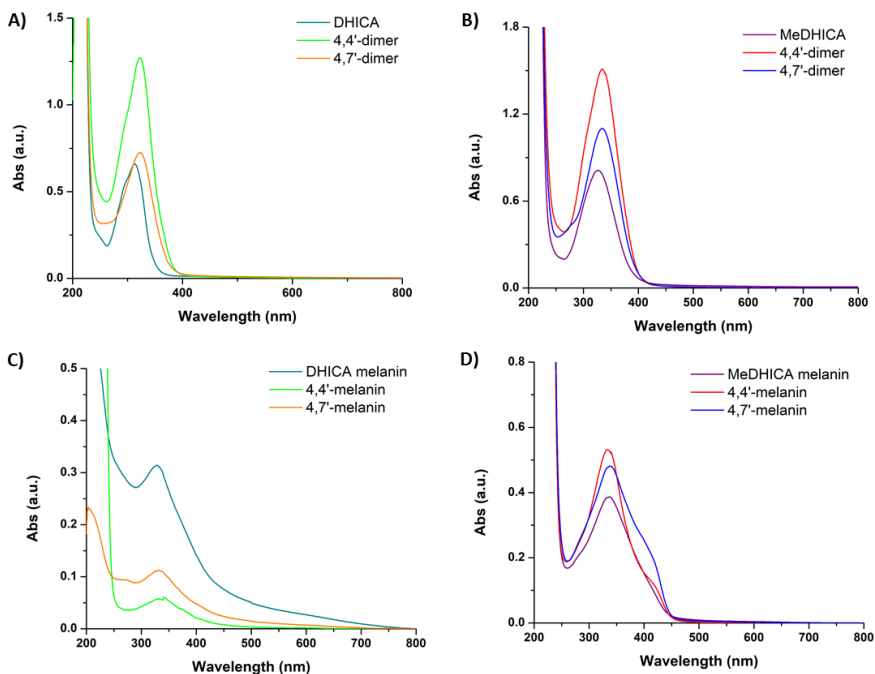 A)
1.5
1.0
0.5
0.0
Abs (a.u.)
DHICA
4,4'-dimer
4,7'-dimer
200 400 600 800
Wavelength (nm)
B)
1.8
1.2
0.6
0.0
Abs (a.u.)
MeDHICA
4,4'-dimer
4,7'-dimer
200 300 400 500 600 700 800
Wavelength (nm)
C)
0.5
0.4
0.3
0.2
0.1
0.0
Abs (a.u.)
DHICA melanin
4,4'-melanin
4,7'-melanin
200 300 400 500 600 700 800
Wavelength (nm)
D)
0.8
0.6
0.4
0.2
0.0
Abs (a.u.)
MeDHICA melanin
4,4'-melanin
4,7'-melanin
200 300 400 500 600 700 800
Wavelength (nm)